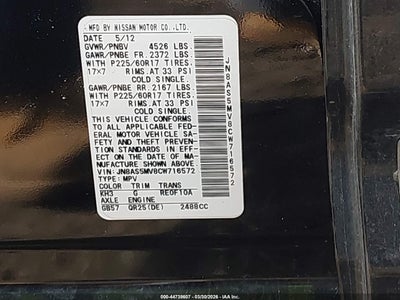 MFD BY NISSAN MOTOR CO.,LTD.
DATE 5/12
GVWR/PNBV 4526 LBS.
GAWR/PNBE FR. 2372 LBS.
WITH P225/60R17 TIRES,
17X7 RIMS,AT 33 PSI
COLD SINGLE.
GAWR/PNBE RR. 2167 LBS.
WITH P225/60R17 TIRES,
17X7 RIMS,AT 33 PSI
COLD SINGLE.
THIS VEHICLE CONFORMS
TO ALL APPLICABLE FED-
ERAL MOTOR VEHICLE SA-
FETY AND THEFT PREVEN-
TION STANDARDS IN EFF-
ECT ON THE DATE OF MA-
NUFACTURE SHOWN ABOVE.
VIN: JN8AS5MV8CW716572
TYPE: MPV
COLOR TRIM TRANS
KH3 G RE0F10A
AXLE ENGINE
GB57 QR25(DE) 2488CC
JN8AS5MV8CW716572
000-44739607 - 03/30/2026 - IAA Inc.